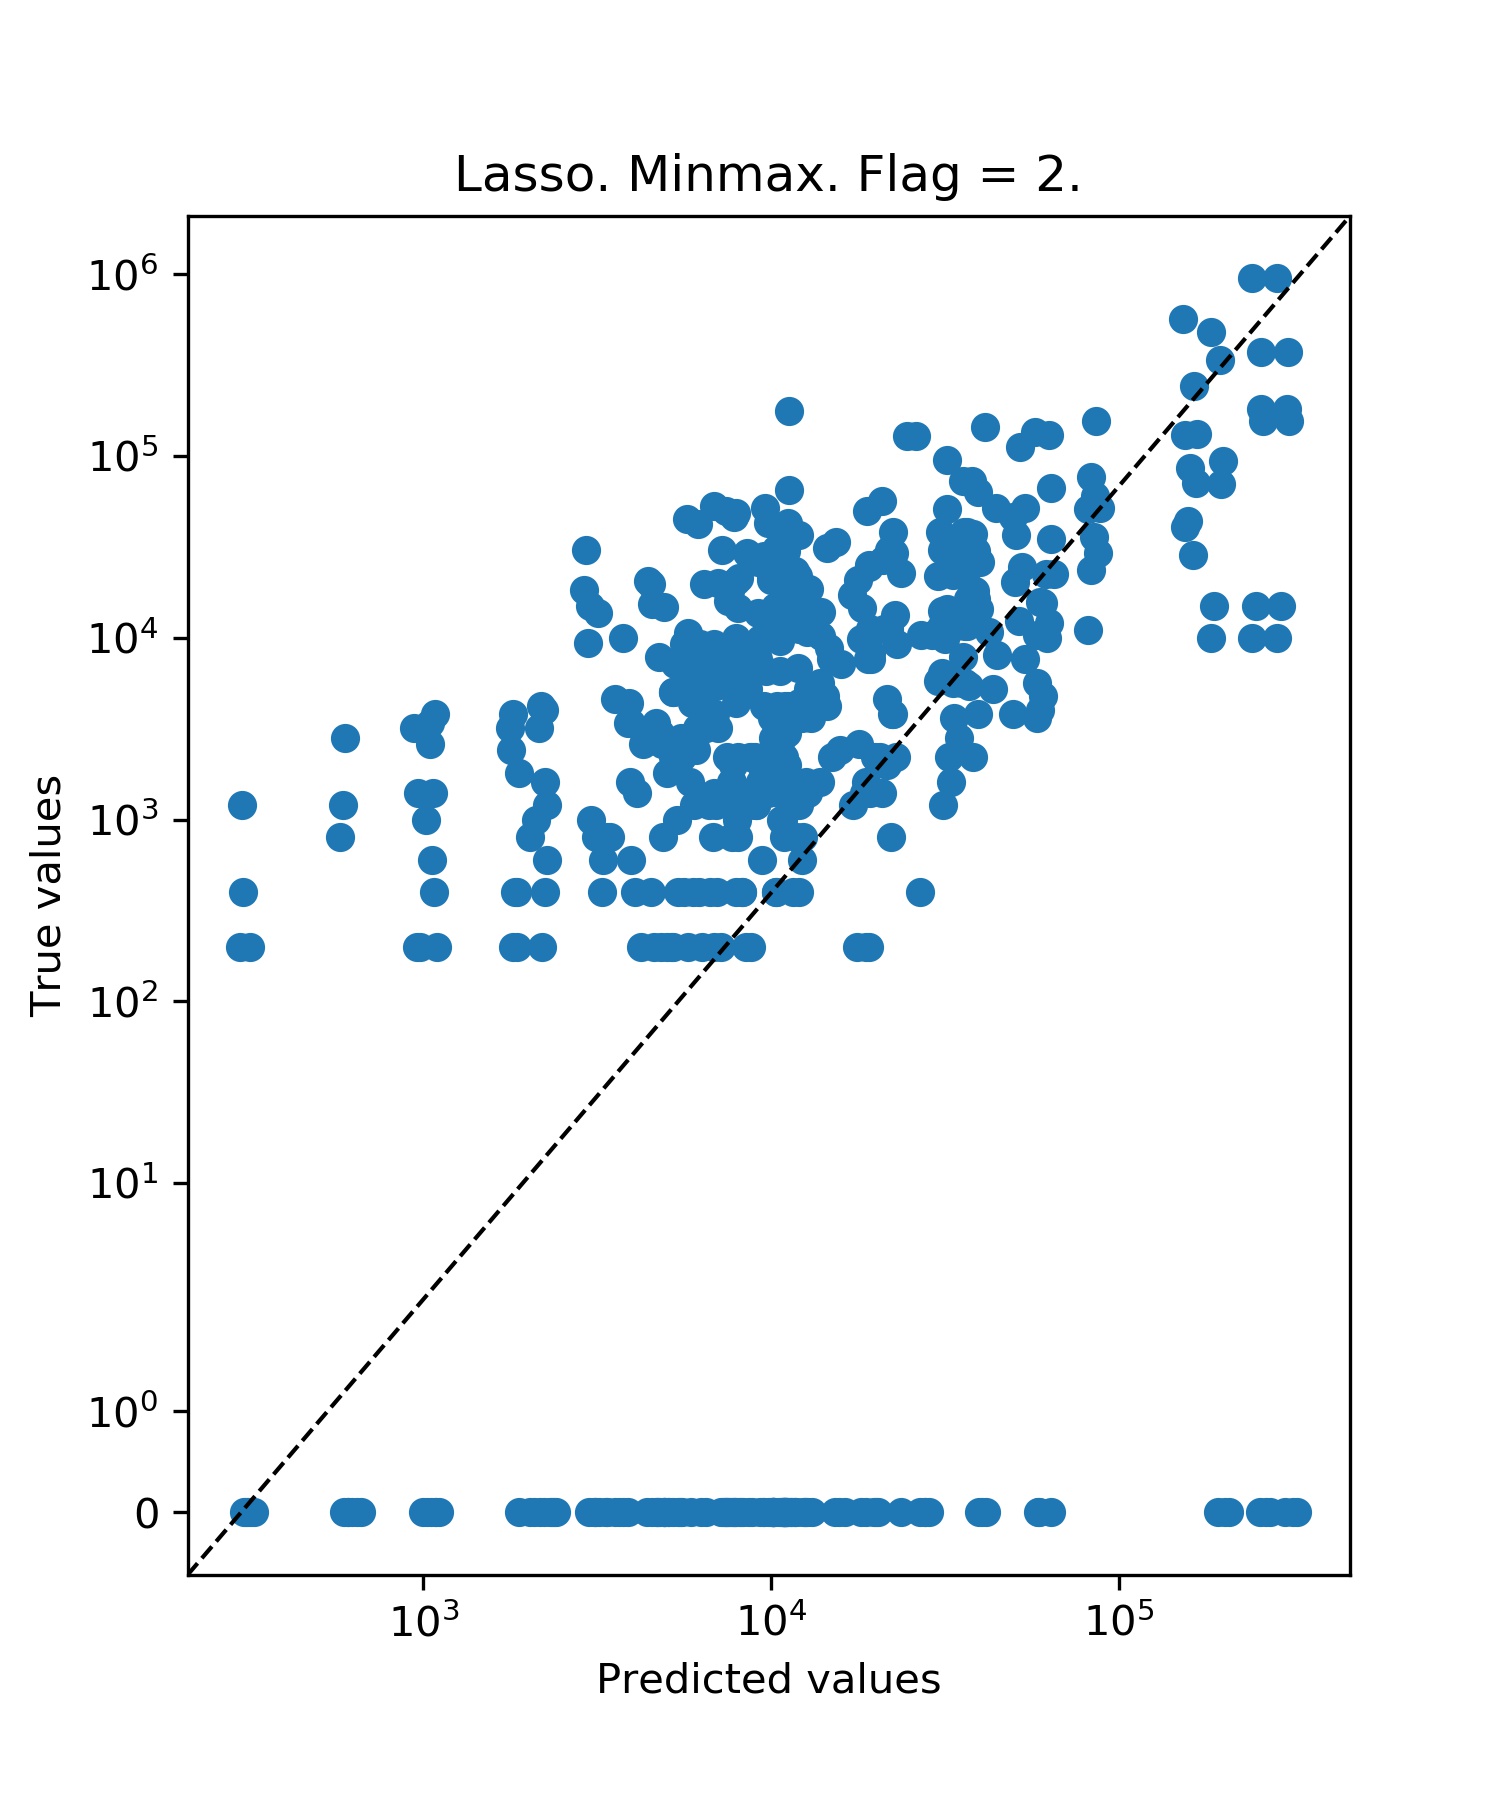 Lasso. Minmax. Flag = 2.
10⁶
10⁵
10⁴
10³
10²
10¹
10⁰
0
True values
10³ 10⁴ 10⁵
Predicted values